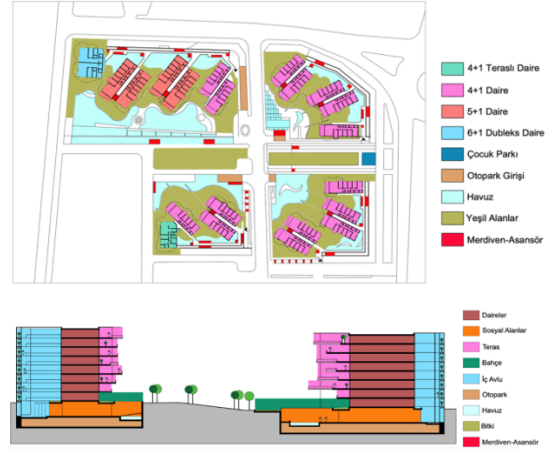 4+1 Teraslı Daire
4+1 Daire
5+1 Daire
6+1 Dubleks Daire
Çocuk Parkı
Otopark Girişi
Havuz
Yeşil Alanlar
Merdiven-Asansör
Daireler
Sosyal Alanlar
Teras
Bahçe
İç Avlu
Otopark
Havuz
Bitki
Merdiven-Asansör